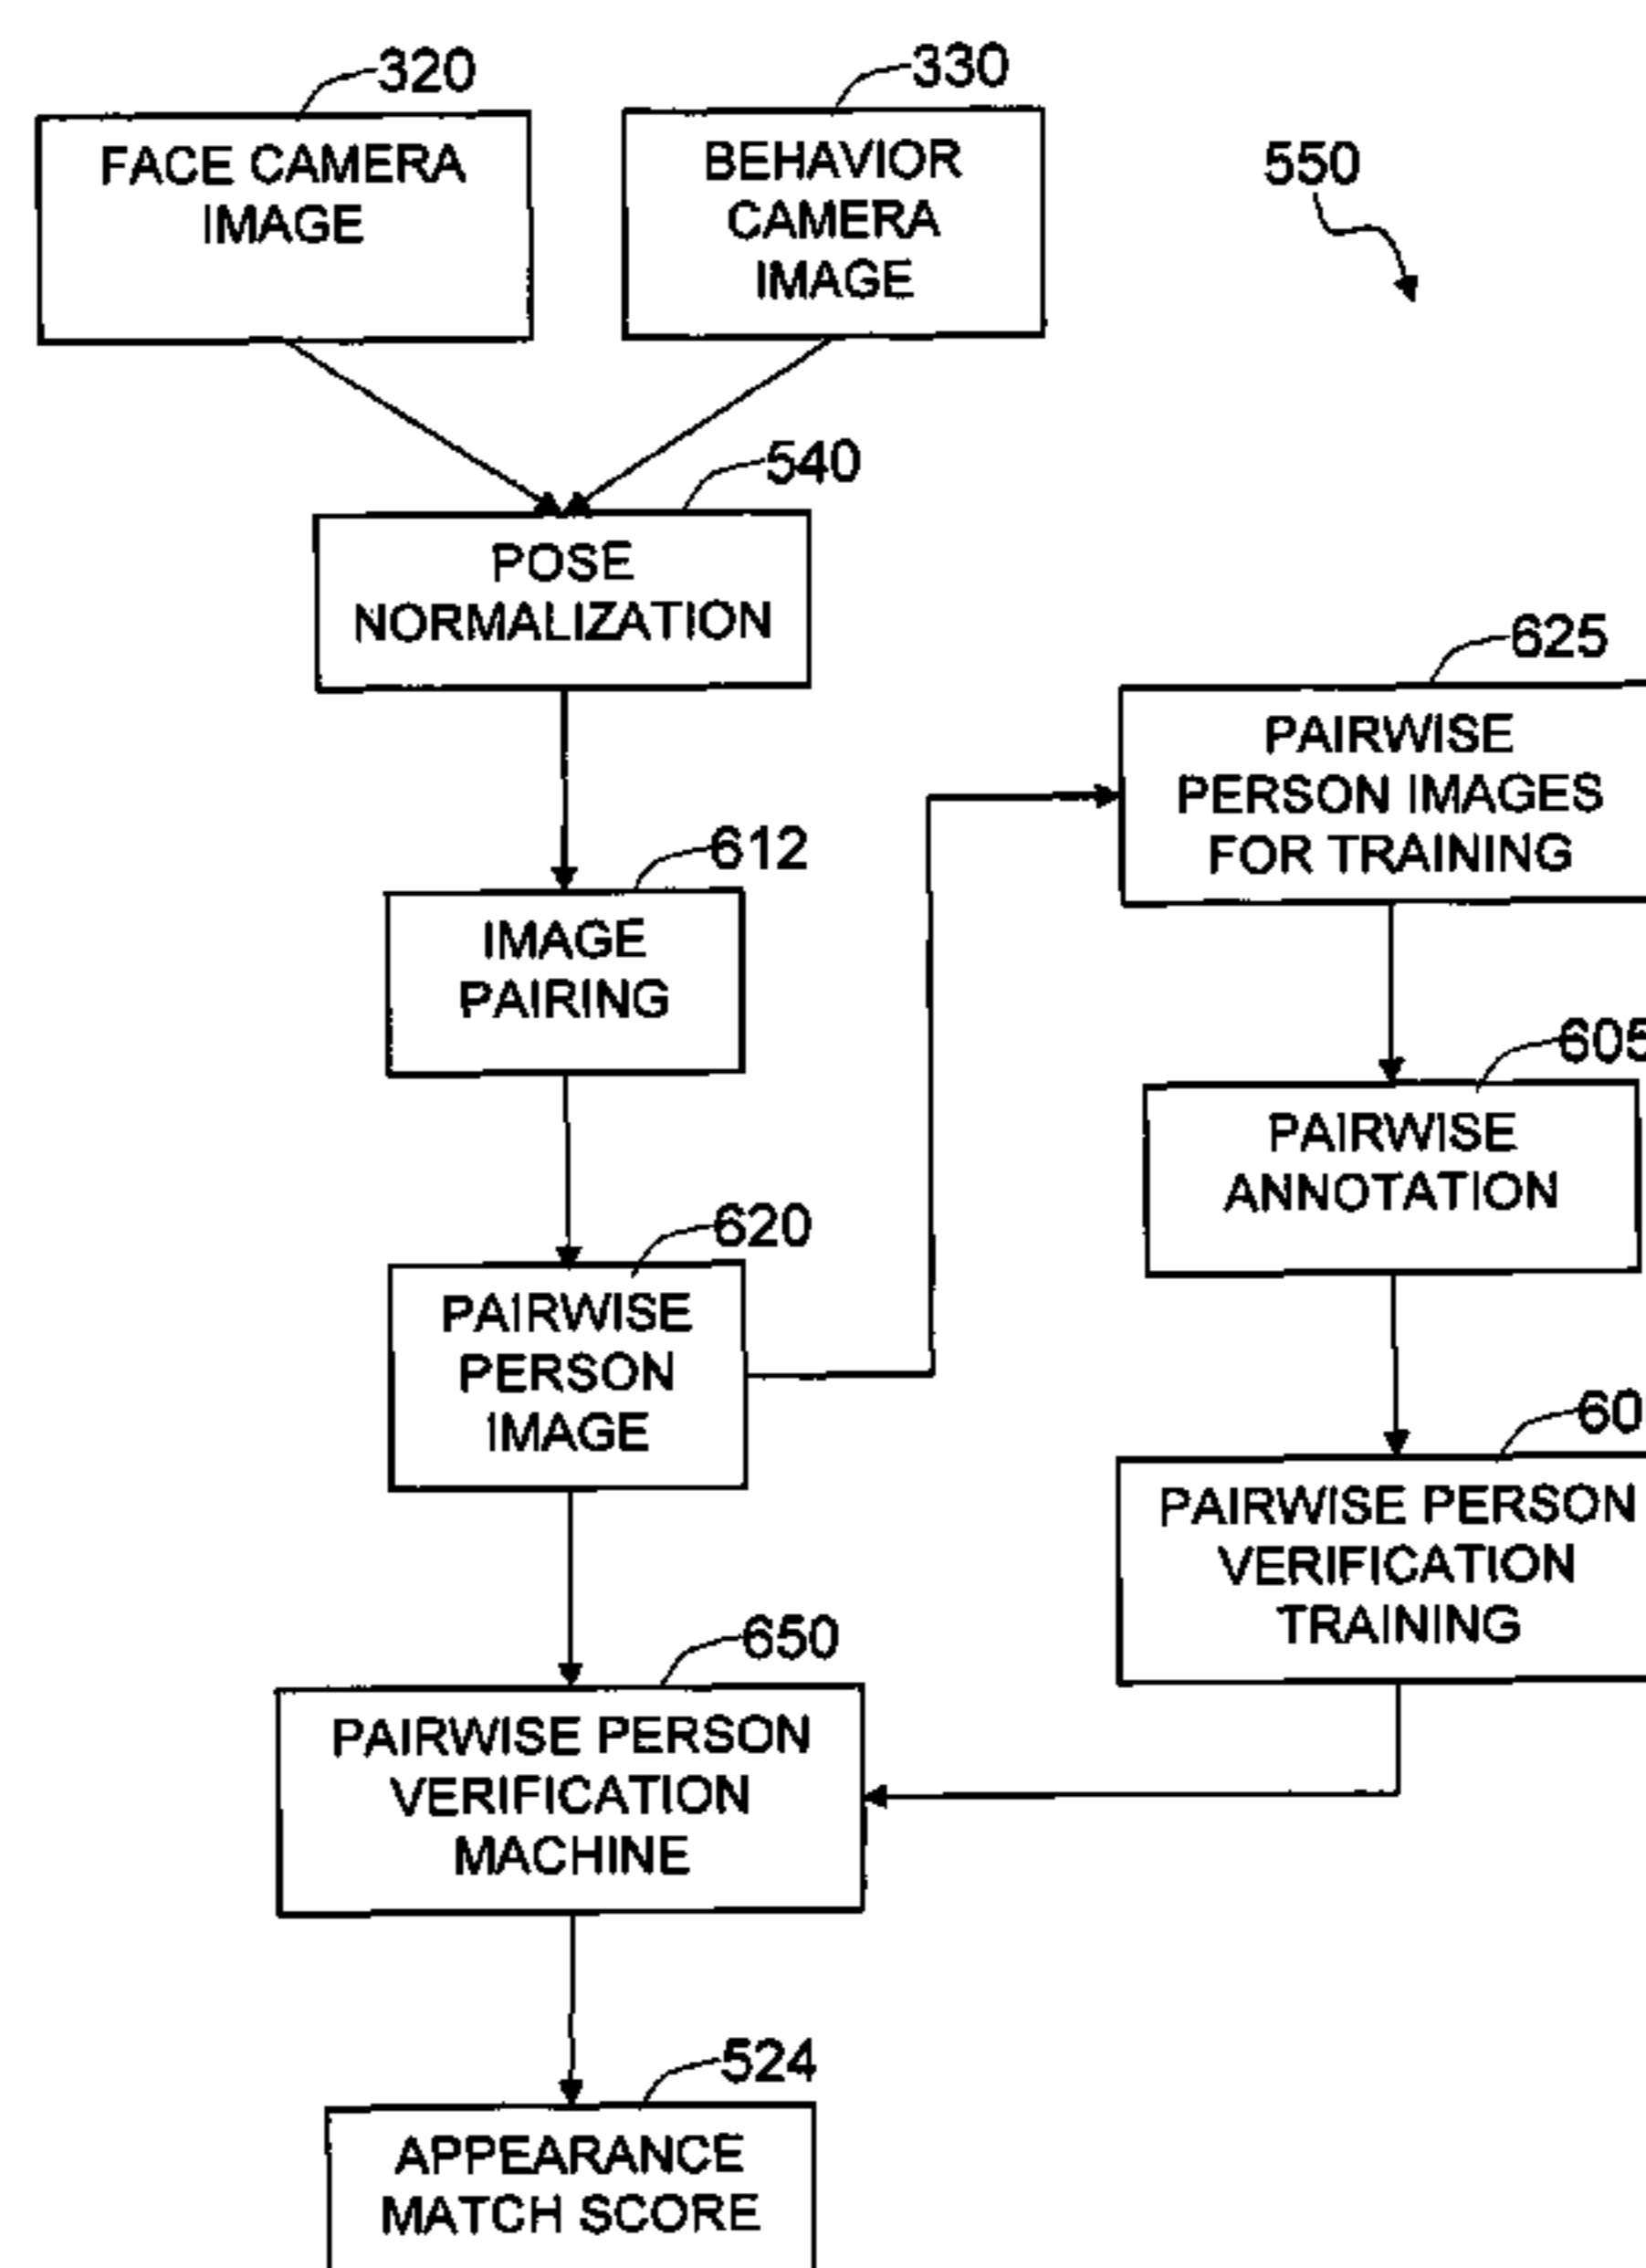 320
FACE CAMERA
IMAGE
330
BEHAVIOR
CAMERA
IMAGE
550
540
POSE
NORMALIZATION
612
IMAGE
PAIRING
620
PAIRWISE
PERSON
IMAGE
625
PAIRWISE
PERSON IMAGES
FOR TRAINING
605
PAIRWISE
ANNOTATION
60
PAIRWISE PERSON
VERIFICATION
TRAINING
650
PAIRWISE PERSON
VERIFICATION
MACHINE
524
APPEARANCE
MATCH SCORE